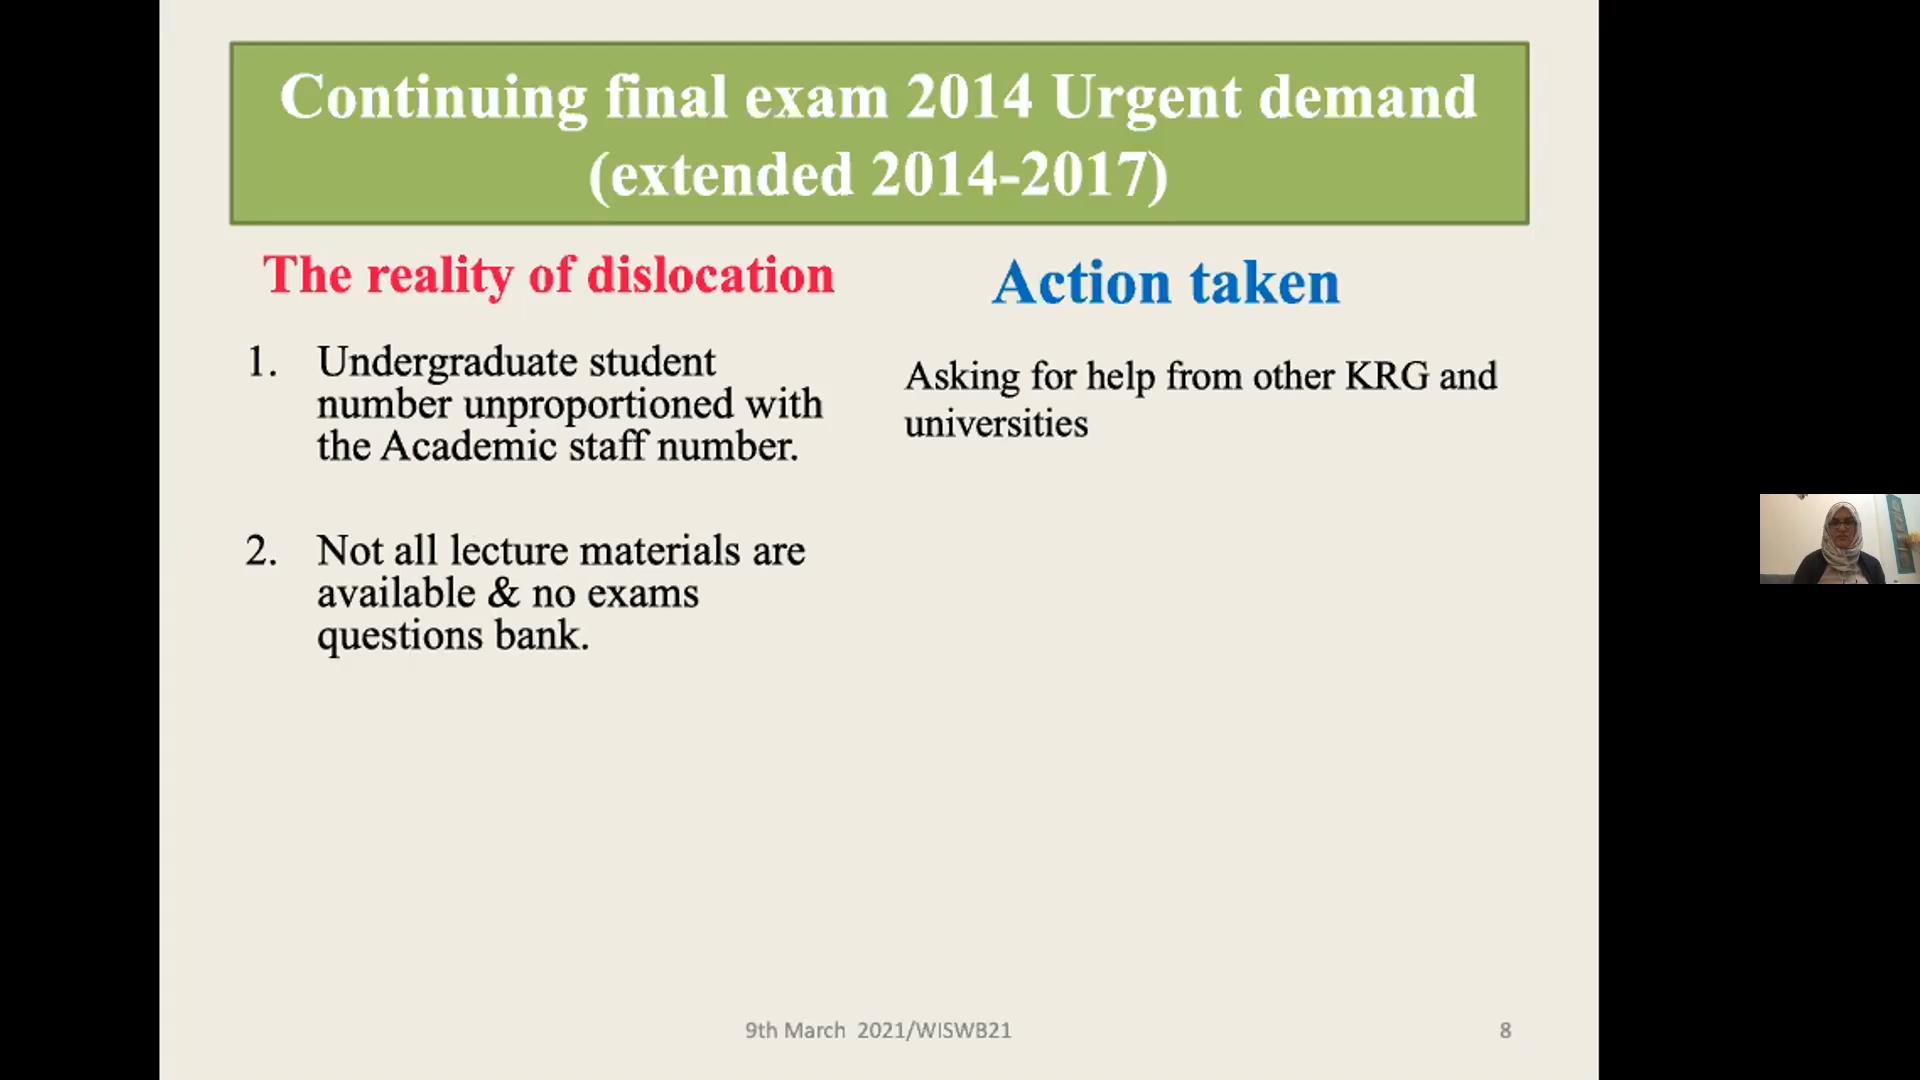 Continuing final exam 2014 Urgent demand
(extended 2014-2017)
The reality of dislocation
1. Undergraduate student
number unproportioned with
the Academic staff number.
2. Not all lecture materials are
available & no exams
questions bank.
Action taken
Asking for help from other KRG and
universities
9th March 2021/WISWB21
8